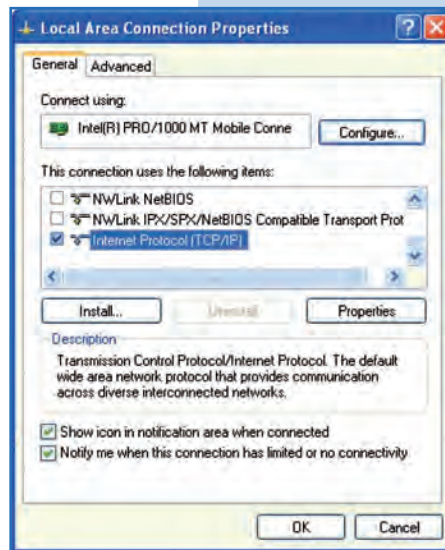 Local Area Connection Properties
General Advanced
Connect using:
Intel(R) PRO/1000 MT Mobile Conne Configure...
This connection uses the following items:
NWLink NetBIOS
NWLink IPX/SPX/NetBIOS Compatible Transport Prot
Internet Protocol (TCP/IP)
Install... Uninstall Properties
Description
Transmission Control Protocol/Internet Protocol. The default
wide area network protocol that provides communication
across diverse interconnected networks.
Show icon in notification area when connected
Notify me when this connection has limited or no connectivity
OK Cancel